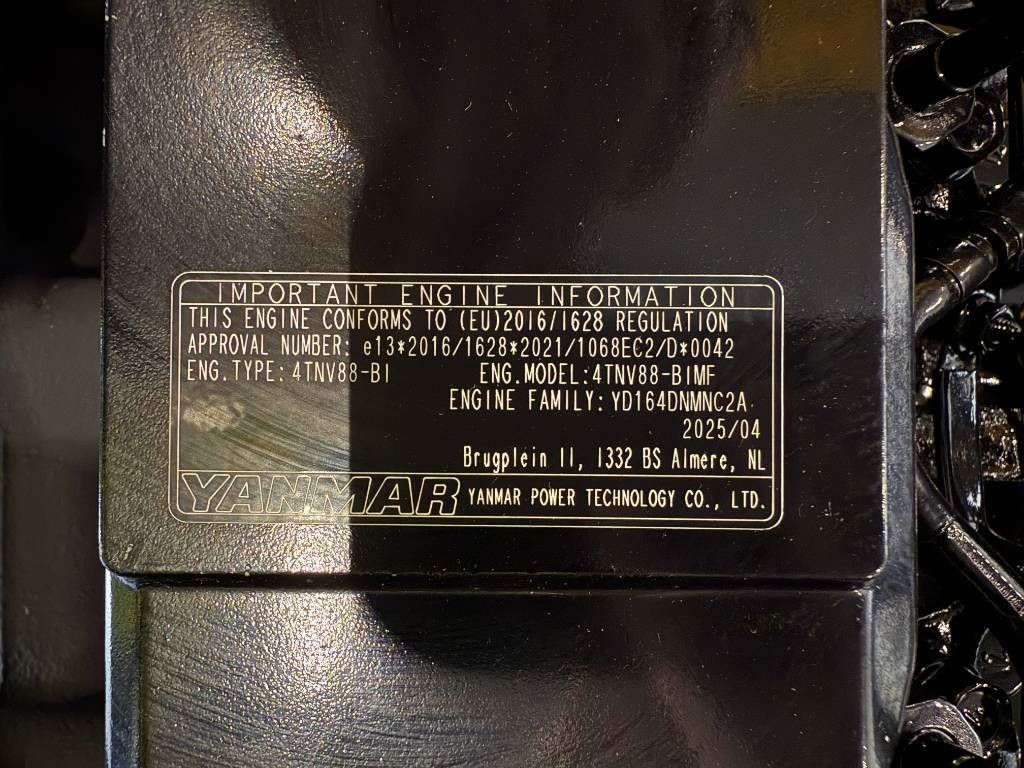 IMPORTANT ENGINE INFORMATION
THIS ENGINE CONFORMS TO (EU)2016/1628 REGULATION
APPROVAL NUMBER: e13*2016/1628*2021/1068EC2/D*0042
ENG.TYPE:4TNV88-BI ENG.MODEL:4TNV88-BIMF
ENGINE FAMILY:YD164DNMNC2A
2025/04
Brugplein 11, 1332 BS Almere, NL
YANMAR YANMAR POWER TECHNOLOGY CO., LTD.